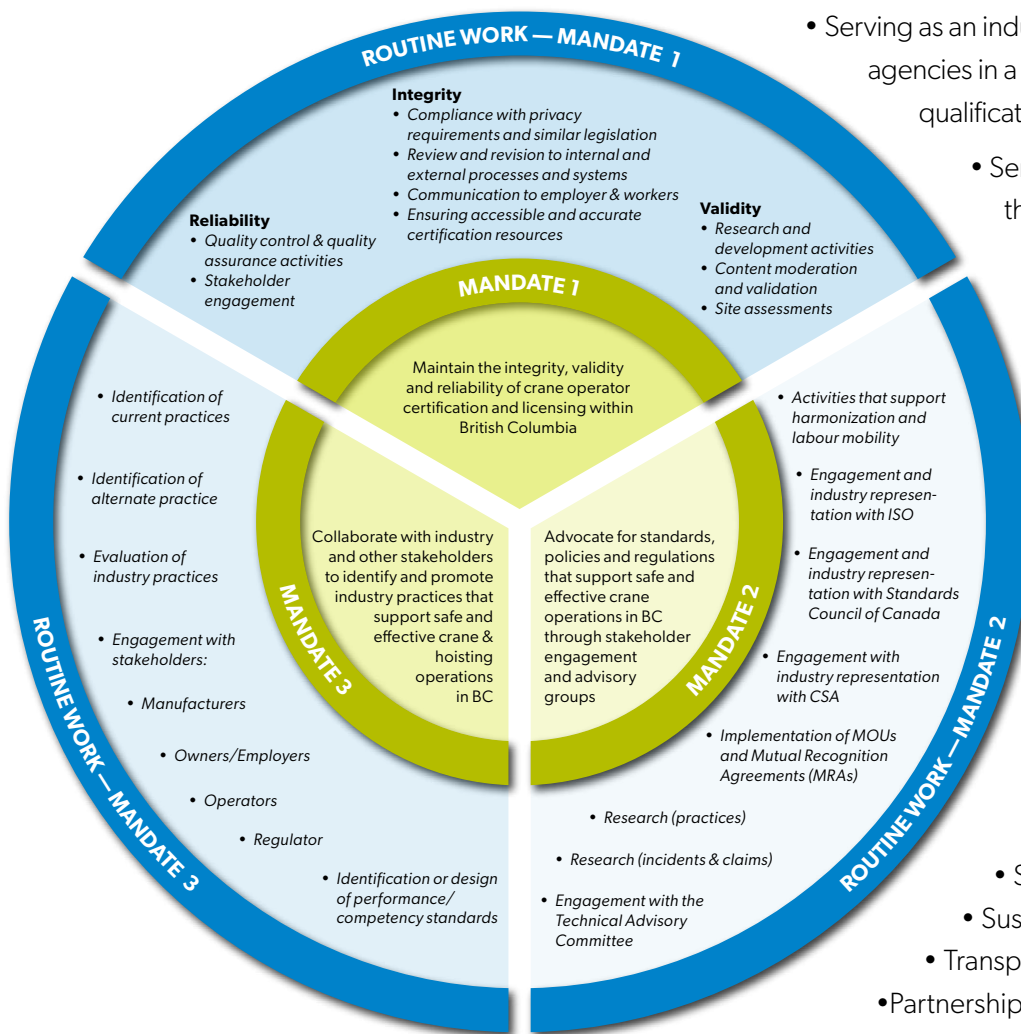 ROUTINE WORK — MANDATE 1
Integrity
• Compliance with privacy
requirements and similar legislation
• Review and revision to internal and
external processes and systems
• Communication to employer & workers
• Ensuring accessible and accurate
certification resources
Reliability
• Quality control & quality
assurance activities
• Stakeholder
engagement
Validity
• Research and
development activities
• Content moderation
and validation
• Site assessments
MANDATE 1
Maintain the integrity, validity
and reliability of crane operator
certification and licensing within
British Columbia
• Serving as an
agencies in a
•
• Identification of
current practices
• Identification of
alternate practice
• Evaluation of
industry practices
• Engagement with
stakeholders:
• Manufacturers
• Owners/Employers
• Operators
• Regulator
• Identification or design
of performance/
competency standards
ROUTINE WORK — MANDATE 3
Collaborate with industry
and other stakeholders
to identify and promote
industry practices that
support safe and
effective crane &
hoisting
operations
in BC
MANDATE 3
Advocate for standards,
policies and regulations
that support safe and
effective crane
operations in BC
through stakeholder
engagement
and advisory
groups
MANDATE 2
• Activities that support
harmonization and
labour mobility
• Engagement and
industry represen-
tation with ISO
• Engagement and
industry represen-
tation with Standards
Council of Canada
• Engagement with
industry representation
with CSA
• Implementation of MOUs
and Mutual Recognition
Agreements (MRAs)
• Research (practices)
• Research (incidents & claims)
• Engagement with the
Technical Advisory
Committee
ROUTINE WORK — MANDATE 2
•
•
•
•Partnership